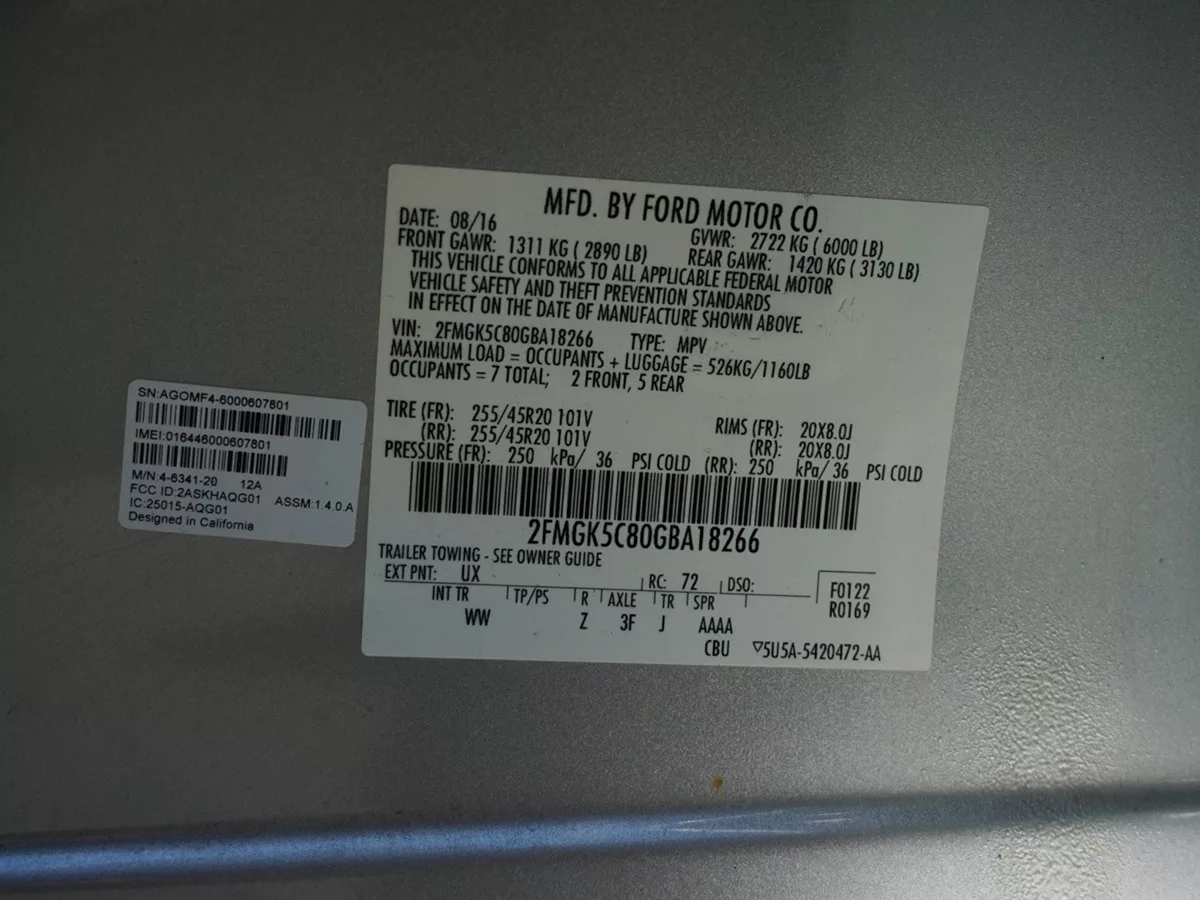 MFD. BY FORD MOTOR CO.
DATE: 08/16 GVWR: 2722 KG ( 6000 LB)
FRONT GAWR: 1311 KG ( 2890 LB) REAR GAWR: 1420 KG ( 3130 LB)
THIS VEHICLE CONFORMS TO ALL APPLICABLE FEDERAL MOTOR
VEHICLE SAFETY AND THEFT PREVENTION STANDARDS
IN EFFECT ON THE DATE OF MANUFACTURE SHOWN ABOVE.
VIN: 2FMGK5C80GBA18266 TYPE: MPV
MAXIMUM LOAD = OCCUPANTS + LUGGAGE = 526KG/1160LB
OCCUPANTS = 7 TOTAL; 2 FRONT, 5 REAR
TIRE (FR): 255/45R20 101V RIMS (FR): 20X8.0J
(RR): 255/45R20 101V (RR): 20X8.0J
PRESSURE (FR): 250 kPa/ 36 PSI COLD (RR): 250 kPa/ 36 PSI COLD
2FMGK5C80GBA18266
TRAILER TOWING - SEE OWNER GUIDE
EXT PNT: UX RC: 72 DSO: F0122
INT TR TP/PS R AXLE TR SPR R0169
WW Z 3F J AAAA
CBU ▽5U5A-5420472-AA
SN:AGOMF4-6000607801
IMEI:016446000607801
M/N:4-6341-20 12A
FCC ID:2ASKHAQG01 ASSM:1.4.0.A
IC:25015-AQG01
Designed in California